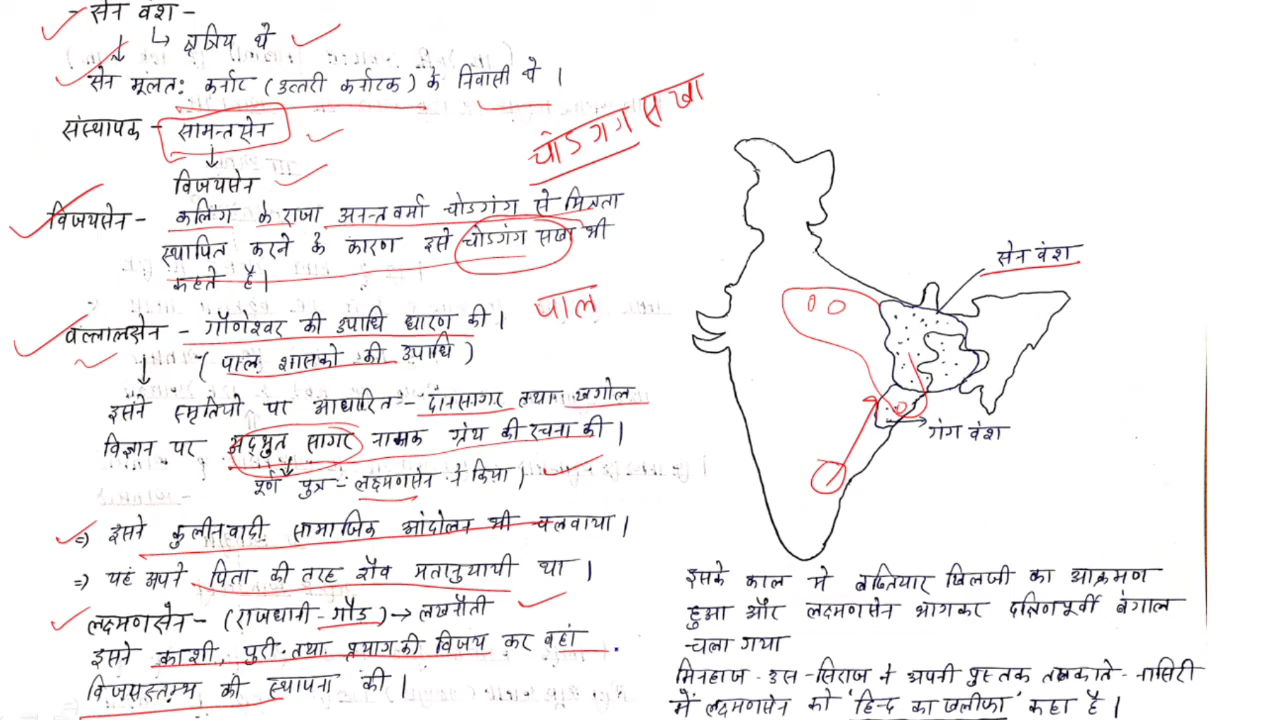 - सेन वंश -
↳ क्षत्रिय थे
सेन मूलतः कर्नाट (उत्तरी कर्नाटक) के निवासी थे।
संस्थापक - सामन्तसेन
↓
विजयसेन
विजयसेन - कलिंग के राजा अनन्तवर्मा चोडगंग से मित्रता
स्थापित करने के कारण इसे चोडगंग सखा भी
कहते है।
चोडगग सखा
वल्लालसेन - गौणेश्वर की उपाधि धारण की।
(पाल शासको की उपाधि)
पाल
↓
इसने स्मृतियो पर आधारित - दानसागर तथा खगोल
विज्ञान पर अद्भुत सागर नामक ग्रंथ की रचना की।
↓
पूर्ण पुत्र - लक्ष्मणसेन ने किया)
⇒ इसने कुलीनवादी सामाजिक आंदोलन भी चलवाया।
⇒ यह अपने पिता की तरह शैव मतानुयायी था।
लक्ष्मणसेन - (राजधानी - गौड) → लखनौती
इसने काशी, पुरी तथा प्रयाग की विजय कर वहां
विजयस्तम्भ की स्थापना की।
सेन वंश
गंग वंश
इसके काल मे बख्तियार खिलजी का आक्रमण
हुआ और लक्ष्मणसेन भागकर दक्षिणपूर्वी बंगाल
चला गया
मिनहाज-उस-सिराज ने अपनी पुस्तक तबकाते-नासिरी
में लक्ष्मणसेन को 'हिन्द का खलीफा' कहा है।